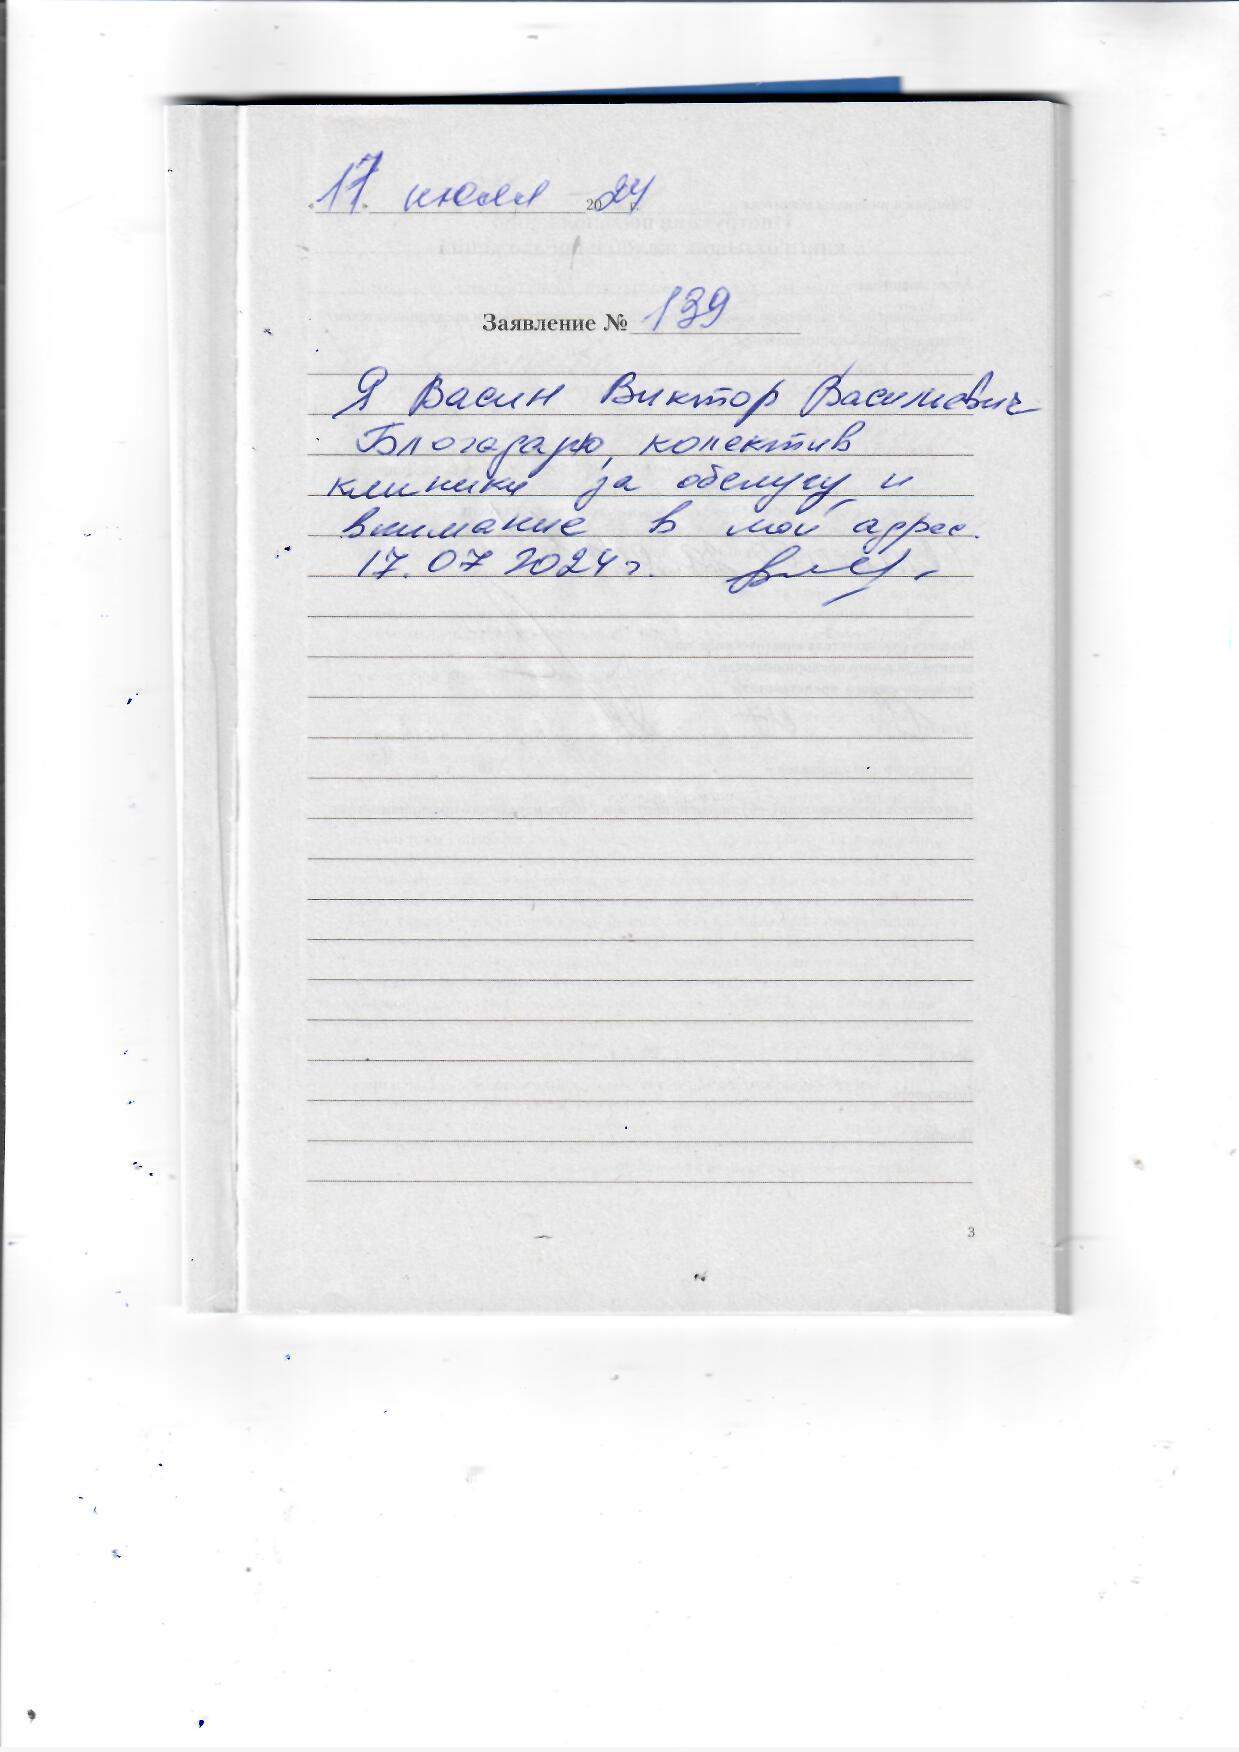 «17» июля 2024 г.
Заявление № 139
Я Васин Виктор Васильевич
Благодарю, колектив
клиники за обслугу и
внимание в мой адрес.
17.07 2024 г.
3